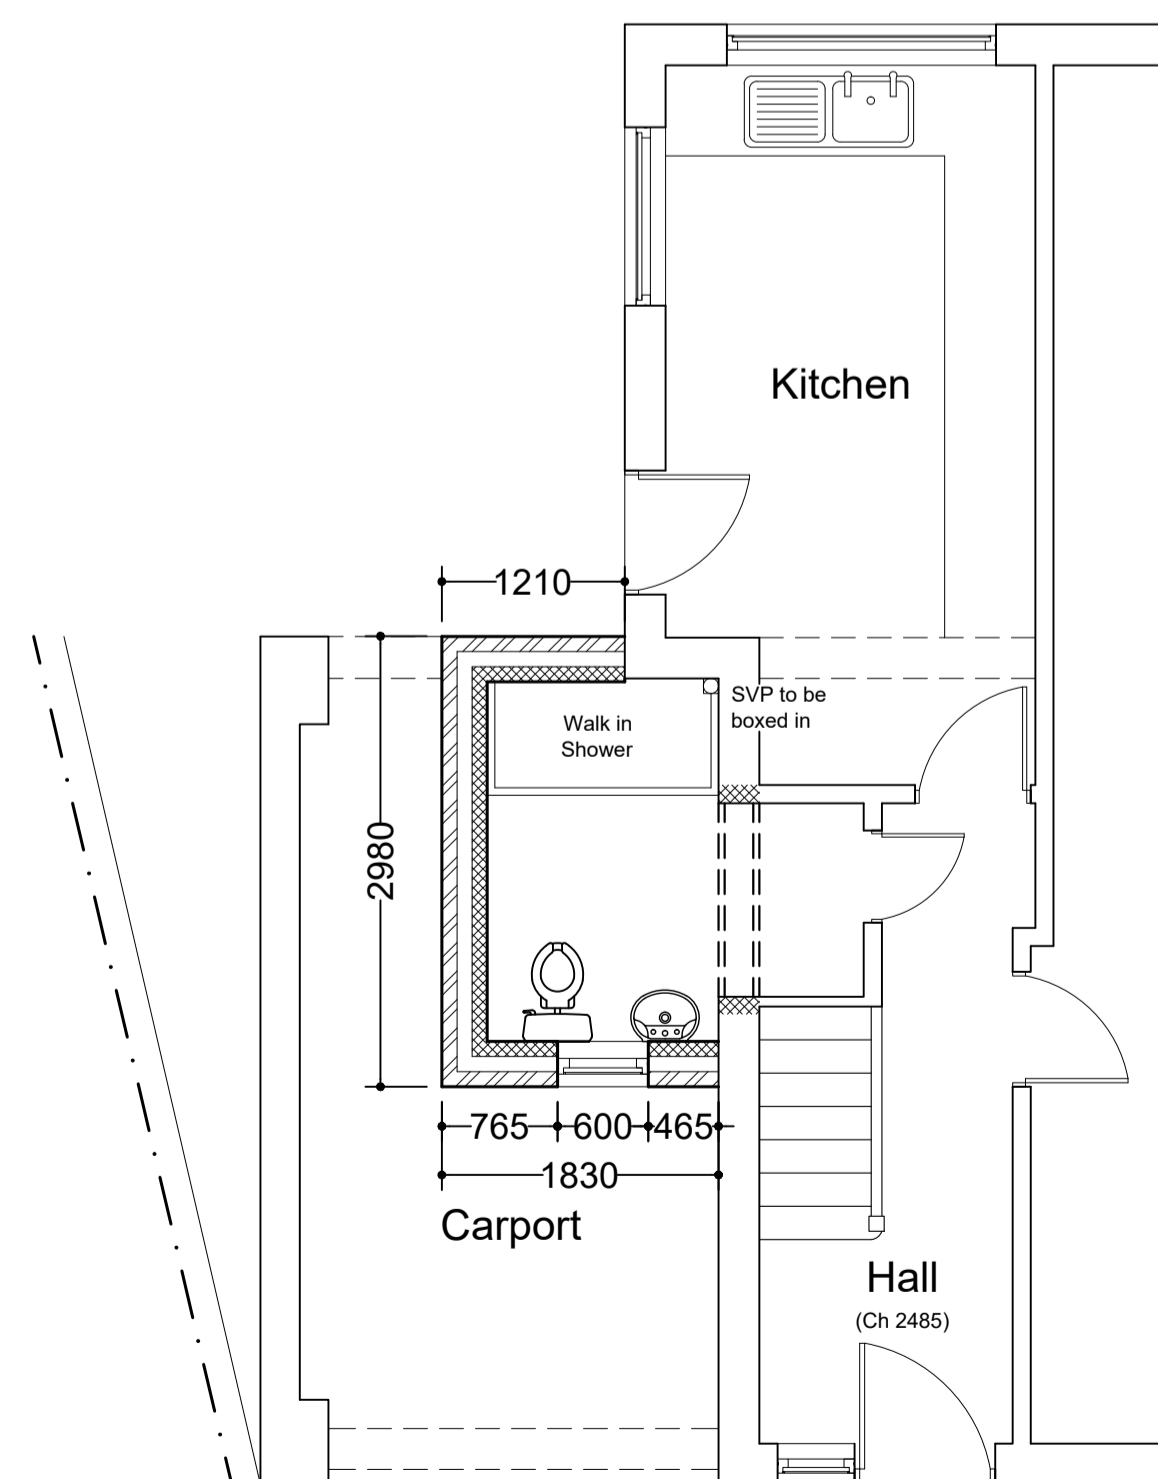 Kitchen
1210
SVP to be
boxed in
Walk in
Shower
2980
765
600
465
1830
Carport
Hall
(Ch 2485)